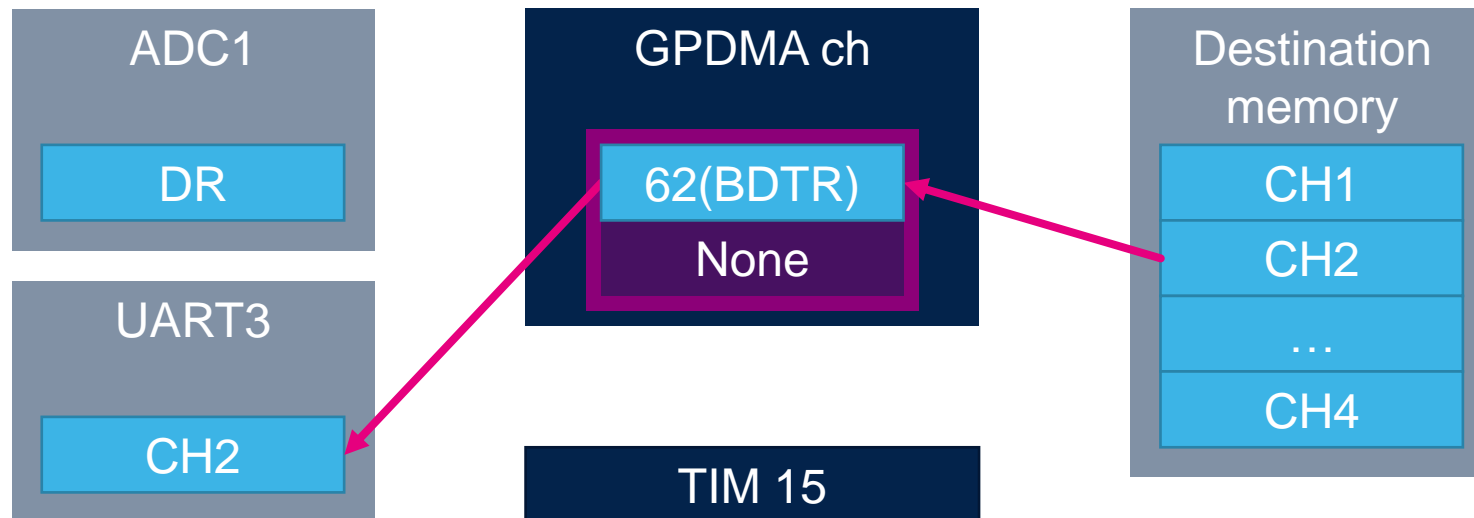 ADC1
DR
UART3
CH2
GPDMA ch
62(BDTR)
None
TIM 15
Destination
memory
CH1
CH2
…
CH4